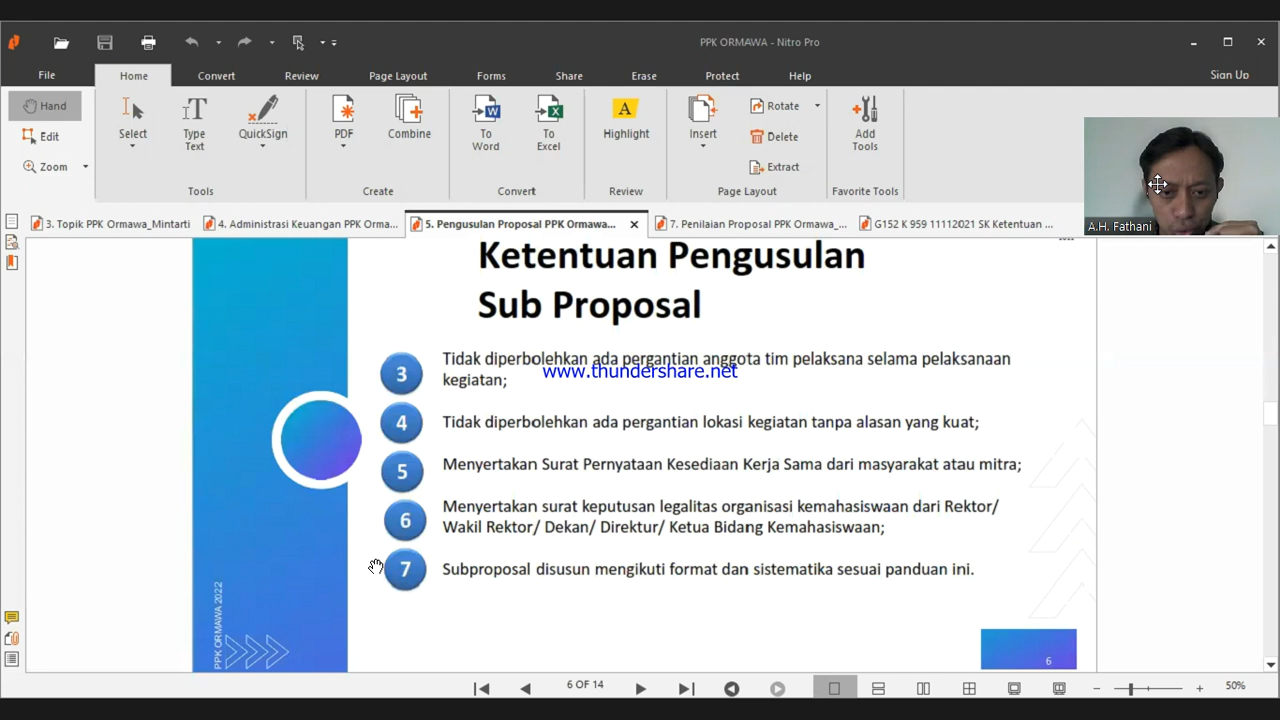 PPK ORMAWA - Nitro Pro
File
Home
Convert
Review
Page Layout
Forms
Share
Erase
Protect
Help
Sign Up
Hand
Edit
Zoom
Select
Type Text
QuickSign
PDF
Combine
To Word
To Excel
Highlight
Insert
Rotate
Delete
Extract
Add Tools
Tools
Create
Convert
Review
Page Layout
Favorite Tools
A.H. Fathani
3. Topik PPK Ormawa_Mintarti
4. Administrasi Keuangan PPK Orma...
5. Pengusulan Proposal PPK Ormawa...
7. Penilaian Proposal PPK Ormawa_...
G152 K 959 11112021 SK Ketentuan ...
Ketentuan Pengusulan
Sub Proposal
3 Tidak diperbolehkan ada pergantian anggota tim pelaksana selama pelaksanaan
kegiatan;
www.thundershare.net
4 Tidak diperbolehkan ada pergantian lokasi kegiatan tanpa alasan yang kuat;
5 Menyertakan Surat Pernyataan Kesediaan Kerja Sama dari masyarakat atau mitra;
6 Menyertakan surat keputusan legalitas organisasi kemahasiswaan dari Rektor/
Wakil Rektor/ Dekan/ Direktur/ Ketua Bidang Kemahasiswaan;
7 Subproposal disusun mengikuti format dan sistematika sesuai panduan ini.
PPK ORMAWA 2022
6
6 OF 14
50%